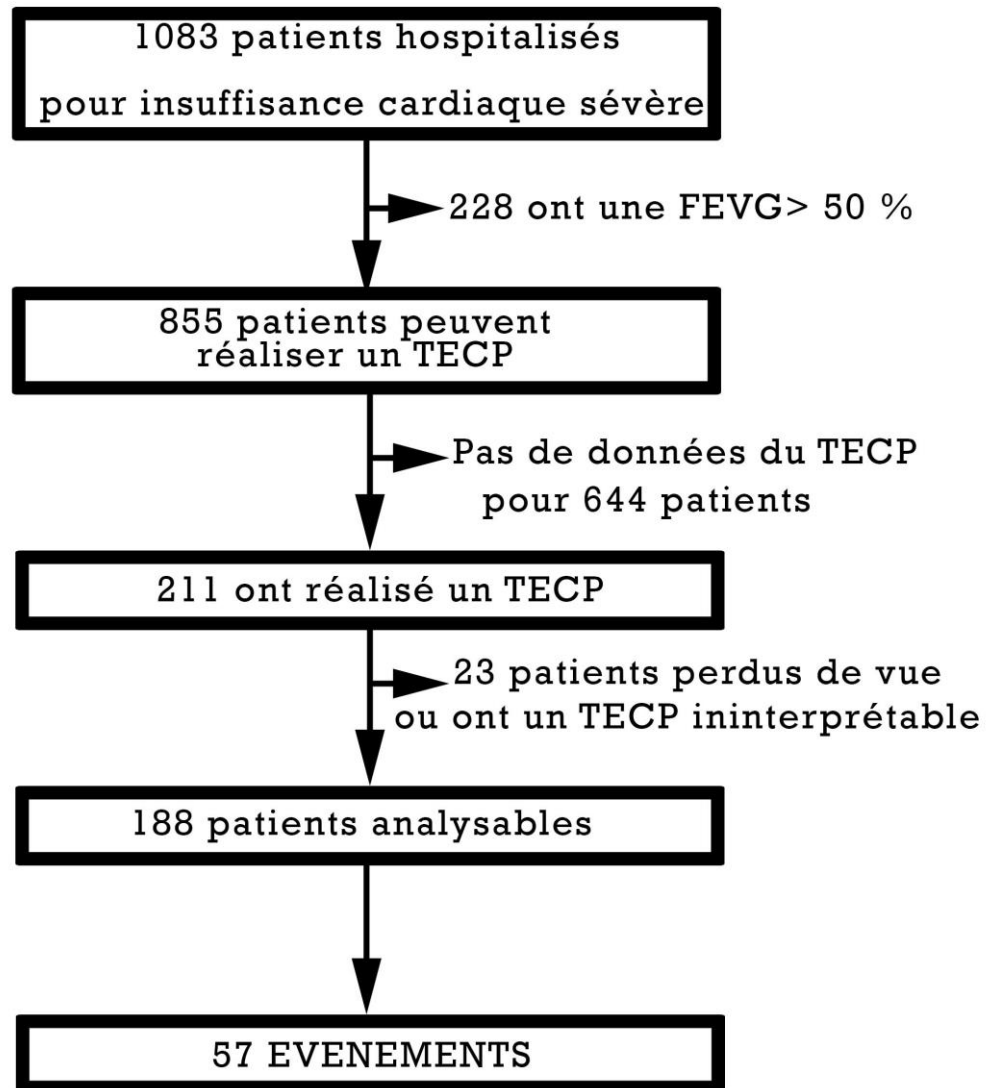 1083 patients hospitalisés
pour insuffisance cardiaque sévère
228 ont une FEVG> 50 %
855 patients peuvent
réaliser un TECP
Pas de données du TECP
pour 644 patients
211 ont réalisé un TECP
23 patients perdus de vue
ou ont un TECP ininterprétable
188 patients analysables
57 EVENEMENTS